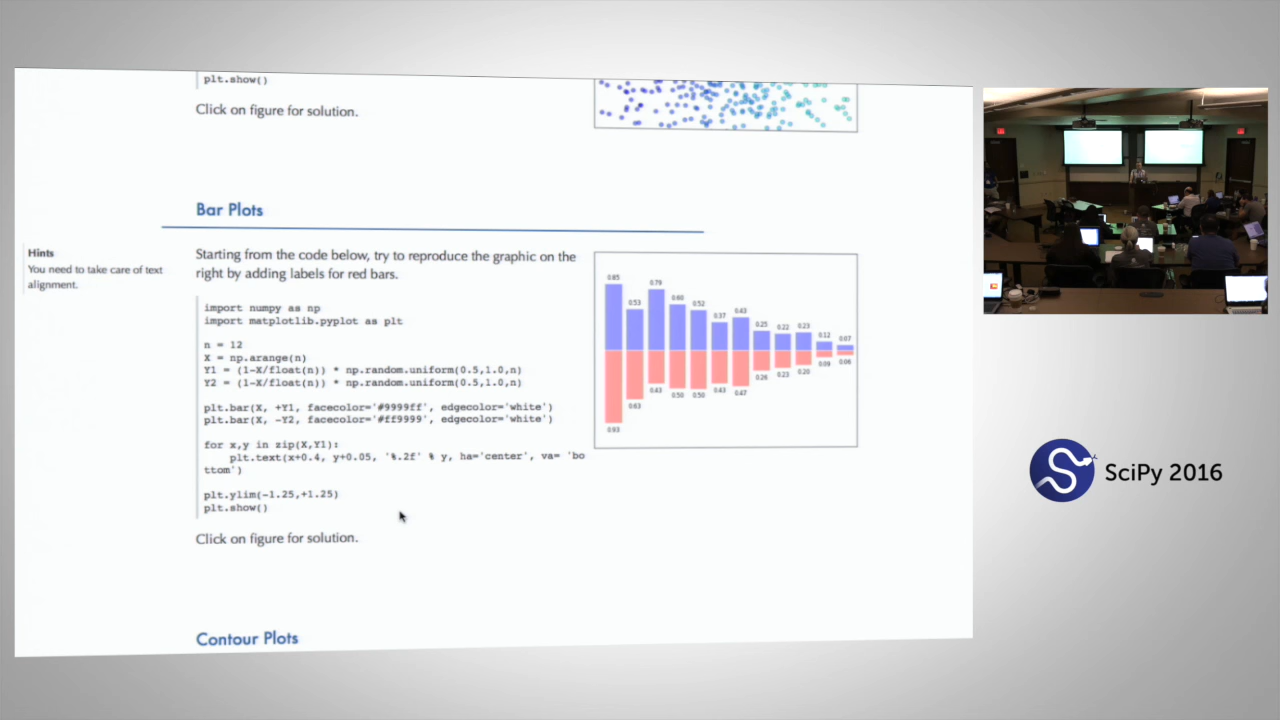 plt.show()
Click on figure for solution.
Bar Plots
Hints
You need to take care of text
alignment.
Starting from the code below, try to reproduce the graphic on the
right by adding labels for red bars.
import numpy as np
import matplotlib.pyplot as plt
n = 12
X = np.arange(n)
Y1 = (1-X/float(n)) * np.random.uniform(0.5,1.0,n)
Y2 = (1-X/float(n)) * np.random.uniform(0.5,1.0,n)
plt.bar(X, +Y1, facecolor='#9999ff', edgecolor='white')
plt.bar(X, -Y2, facecolor='#ff9999', edgecolor='white')
for x,y in zip(X,Y1):
plt.text(x+0.4, y+0.05, '%.2f' % y, ha='center', va= 'bo
ttom')
plt.ylim(-1.25,+1.25)
plt.show()
Click on figure for solution.
0.85 0.53 0.79 0.60 0.52 0.37 0.43 0.25 0.22 0.23 0.12 0.07
0.93 0.63 0.43 0.50 0.50 0.43 0.47 0.26 0.23 0.20 0.09 0.06
Contour Plots
SciPy 2016